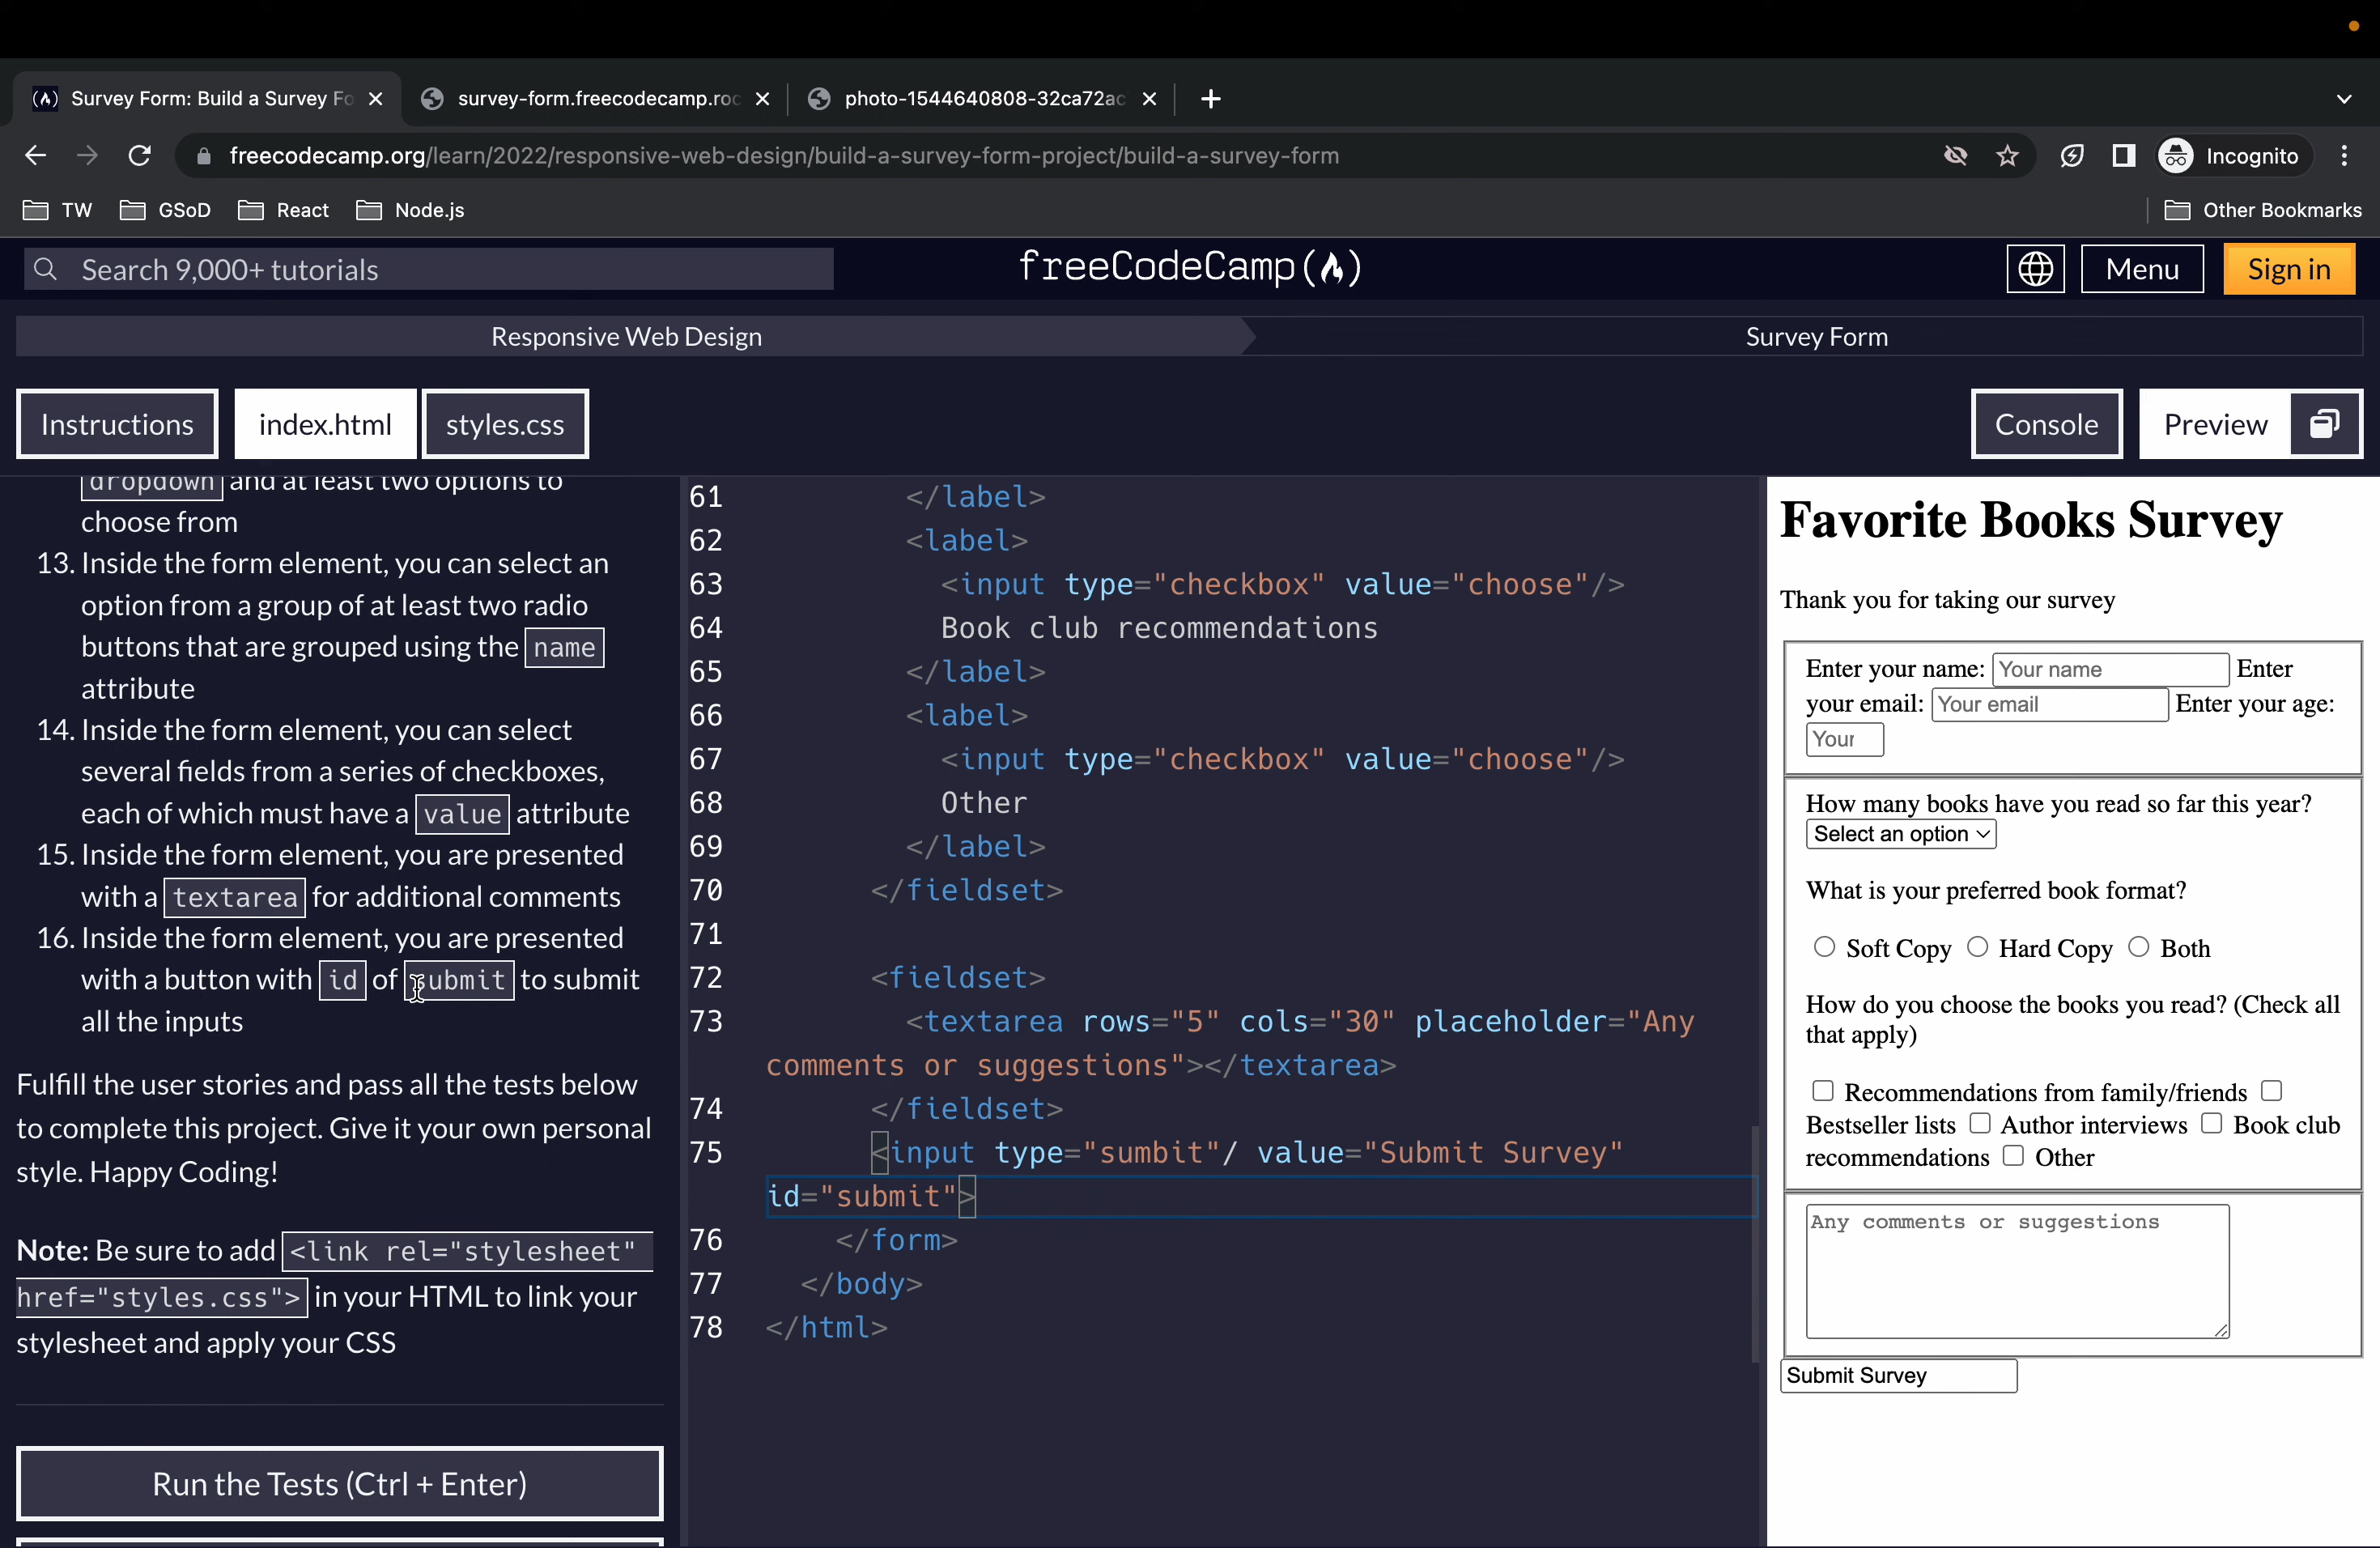 Survey Form: Build a Survey Fo
survey-form.freecodecamp.roc
photo-1544640808-32ca72ac
freecodecamp.org/learn/2022/responsive-web-design/build-a-survey-form-project/build-a-survey-form
Incognito
TW
GSoD
React
Node.js
Other Bookmarks
Search 9,000+ tutorials
freeCodeCamp
Menu
Sign in
Responsive Web Design
Survey Form
Instructions
index.html
styles.css
Console
Preview
dropdown and at least two options to
choose from
13. Inside the form element, you can select an
option from a group of at least two radio
buttons that are grouped using the name
attribute
14. Inside the form element, you can select
several fields from a series of checkboxes,
each of which must have a value attribute
15. Inside the form element, you are presented
with a textarea for additional comments
16. Inside the form element, you are presented
with a button with id of submit to submit
all the inputs
Fulfill the user stories and pass all the tests below
to complete this project. Give it your own personal
style. Happy Coding!
Note: Be sure to add <link rel="stylesheet"
href="styles.css"> in your HTML to link your
stylesheet and apply your CSS
Run the Tests (Ctrl + Enter)
61 </label>
62 <label>
63 <input type="checkbox" value="choose"/>
64 Book club recommendations
65 </label>
66 <label>
67 <input type="checkbox" value="choose"/>
68 Other
69 </label>
70 </fieldset>
71
72 <fieldset>
73 <textarea rows="5" cols="30" placeholder="Any
comments or suggestions"></textarea>
74 </fieldset>
75 <input type="sumbit"/ value="Submit Survey"
id="submit">
76 </form>
77 </body>
78 </html>
Favorite Books Survey
Thank you for taking our survey
Enter your name: Your name Enter
your email: Your email Enter your age:
Your
How many books have you read so far this year?
Select an option
What is your preferred book format?
Soft Copy Hard Copy Both
How do you choose the books you read? (Check all
that apply)
Recommendations from family/friends
Bestseller lists Author interviews Book club
recommendations Other
Any comments or suggestions
Submit Survey